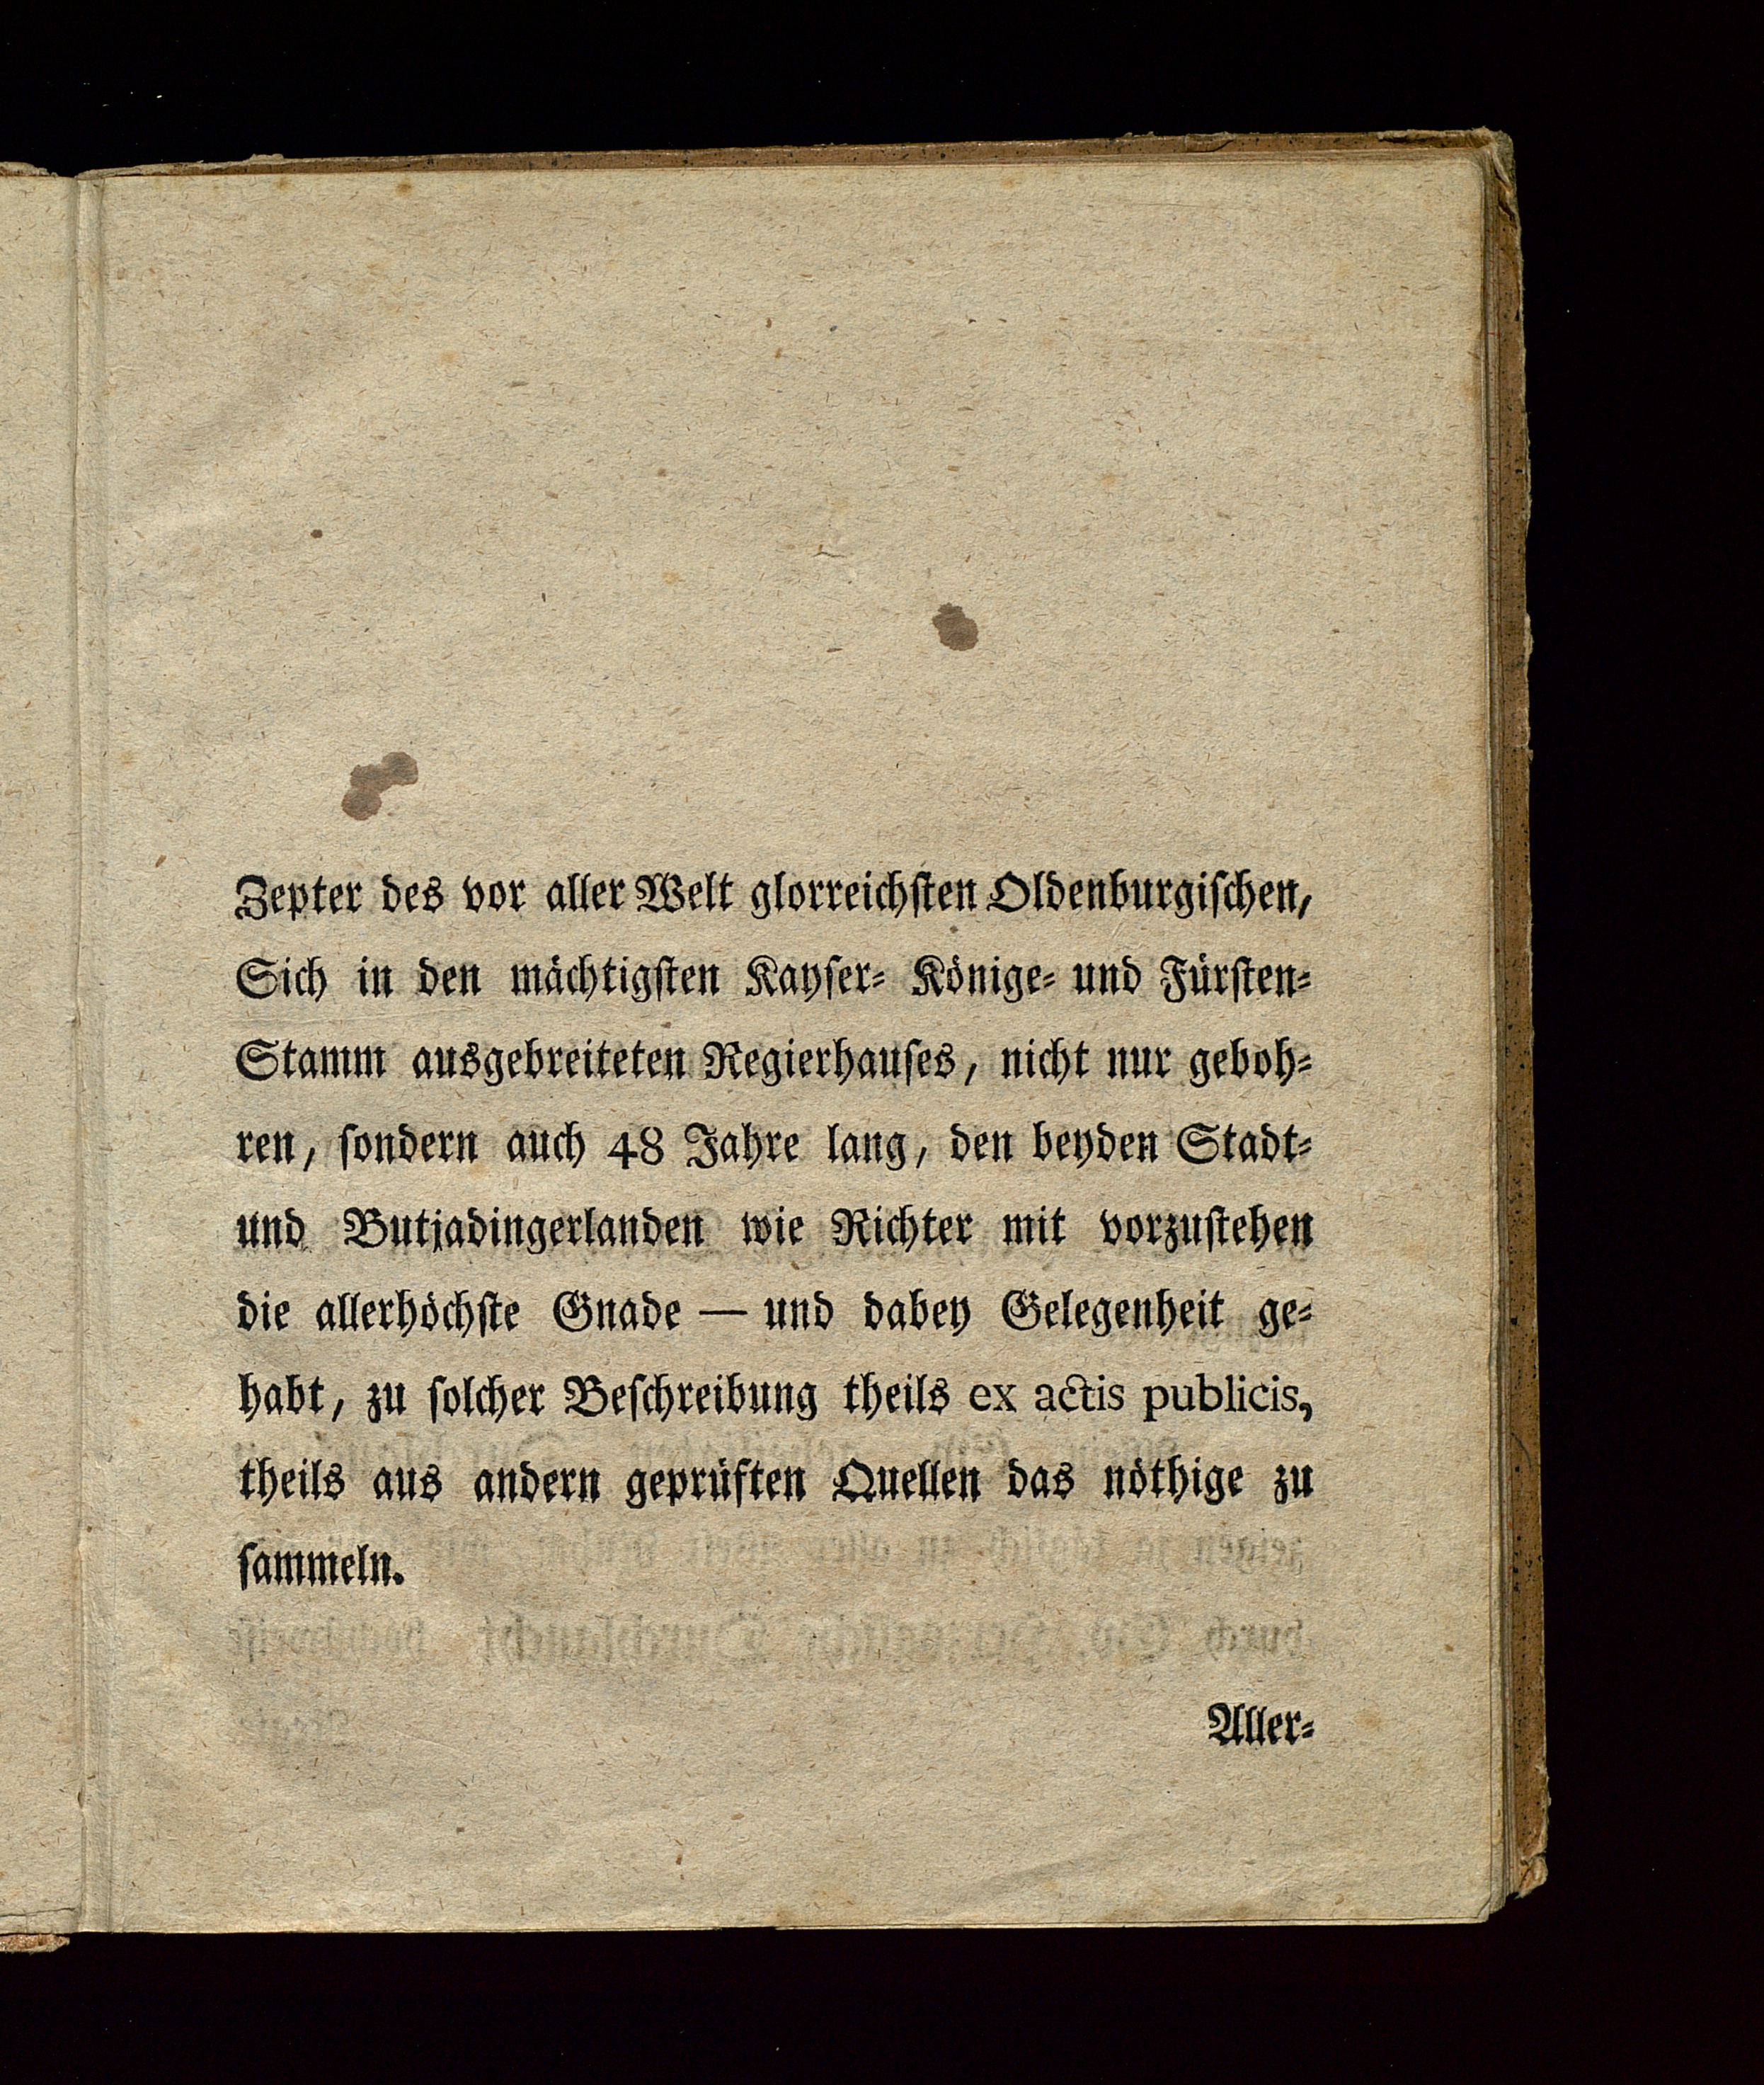 Zepter des vor aller Welt glorreichſten Oldenburgiſchen,
Sich in den mächtigſten Kayſer⸗ Könige⸗ und Fürſten⸗
Stamm ausgebreiteten Regierhauſes, nicht nur geboh⸗
ren, ſondern auch 48 Jahre lang, den beyden Stadt⸗
und Butjadingerlanden wie Richter mit vorzuſtehen
die allerhöchſte Gnade — und dabey Gelegenheit ge⸗
habt, zu ſolcher Beſchreibung theils ex actis publicis,
theils aus andern geprüften Quellen das nöthige zu
ſammeln.
Aller⸗